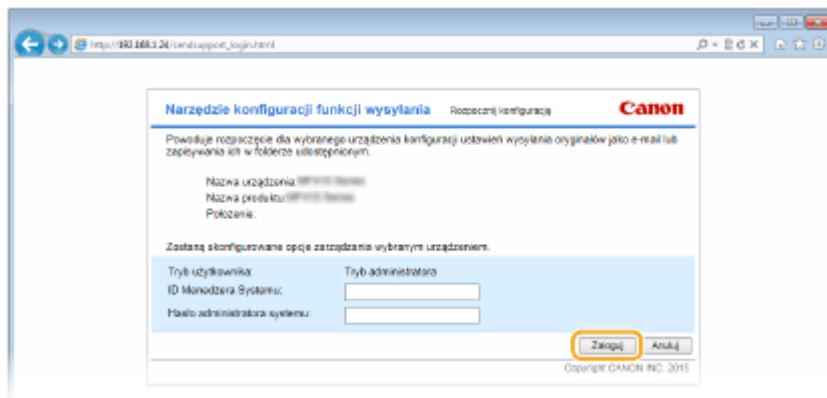 http://192.168.1.24/sendsupport_login.html
Narzędzie konfiguracji funkcji wysyłania Rozpocznij konfigurację Canon
Powoduje rozpoczęcie dla wybranego urządzenia konfiguracji ustawień wysyłania oryginałów jako e-mail lub
zapisywania ich w folderze udostępnionym.
Nazwa urządzenia:
Nazwa produktu:
Położenie:
Zostaną skonfigurowane opcje zarządzania wybranym urządzeniem.
Tryb użytkownika: Tryb administratora
ID Menedżera Systemu:
Hasło administratora systemu:
Zaloguj Anuluj
Copyright CANON INC. 2015